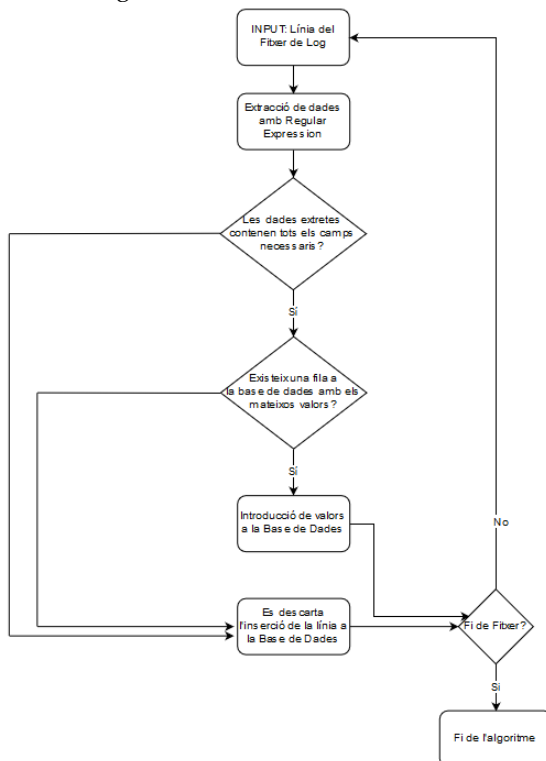 INPUT: Línia del
Fitxer de Log
Extracció de dades
amb Regular
Expression
Les dades extretes
contenen tots els camps
necessaris?
Sí
Existeix una fila a
la base de dades amb els
mateixos valors?
Sí
Introducció de valors
a la Base de Dades
No
Es descarta
l'inserció de la línia a
la Base de Dades
Fi de Fitxer?
Si
Fi de l'algoritme